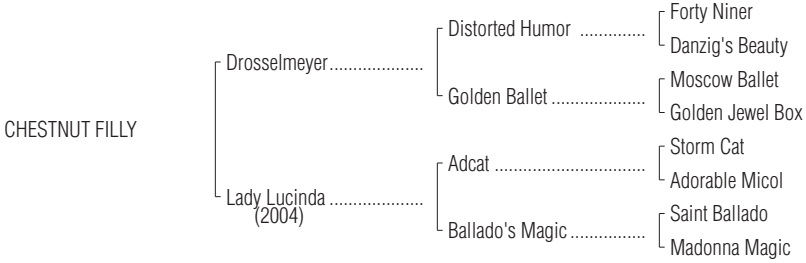 Forty Niner
Distorted Humor ..............
Danzig's Beauty
Drosselmeyer....................
Moscow Ballet
Golden Ballet ....................
Golden Jewel Box
CHESTNUT FILLY
Storm Cat
Adcat ................................
Adorable Micol
Lady Lucinda ....................
(2004)
Saint Ballado
Ballado's Magic ................
Madonna Magic